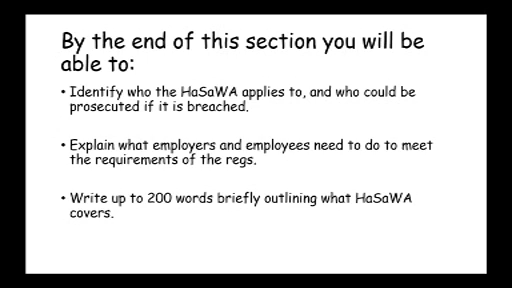 By the end of this section you will be
able to:
• Identify who the HaSaWA applies to, and who could be
prosecuted if it is breached.
• Explain what employers and employees need to do to meet
the requirements of the regs.
• Write up to 200 words briefly outlining what HaSaWA
covers.